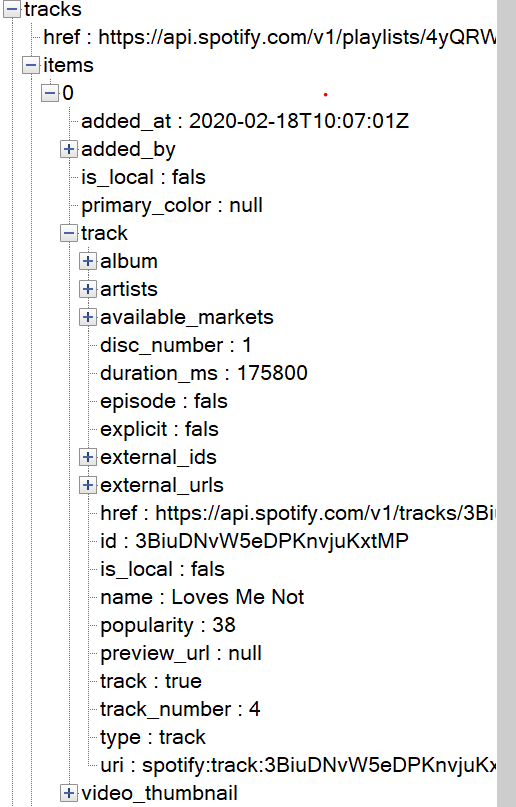 tracks
href : https://api.spotify.com/v1/playlists/4yQRW
items
0
added_at : 2020-02-18T10:07:01Z
added_by
is_local : fals
primary_color : null
track
album
artists
available_markets
disc_number : 1
duration_ms : 175800
episode : fals
explicit : fals
external_ids
external_urls
href : https://api.spotify.com/v1/tracks/3Bi
id : 3BiuDNvW5eDPKnvjuKxtMP
is_local : fals
name : Loves Me Not
popularity : 38
preview_url : null
track : true
track_number : 4
type : track
uri : spotify:track:3BiuDNvW5eDPKnvjuKx
video_thumbnail